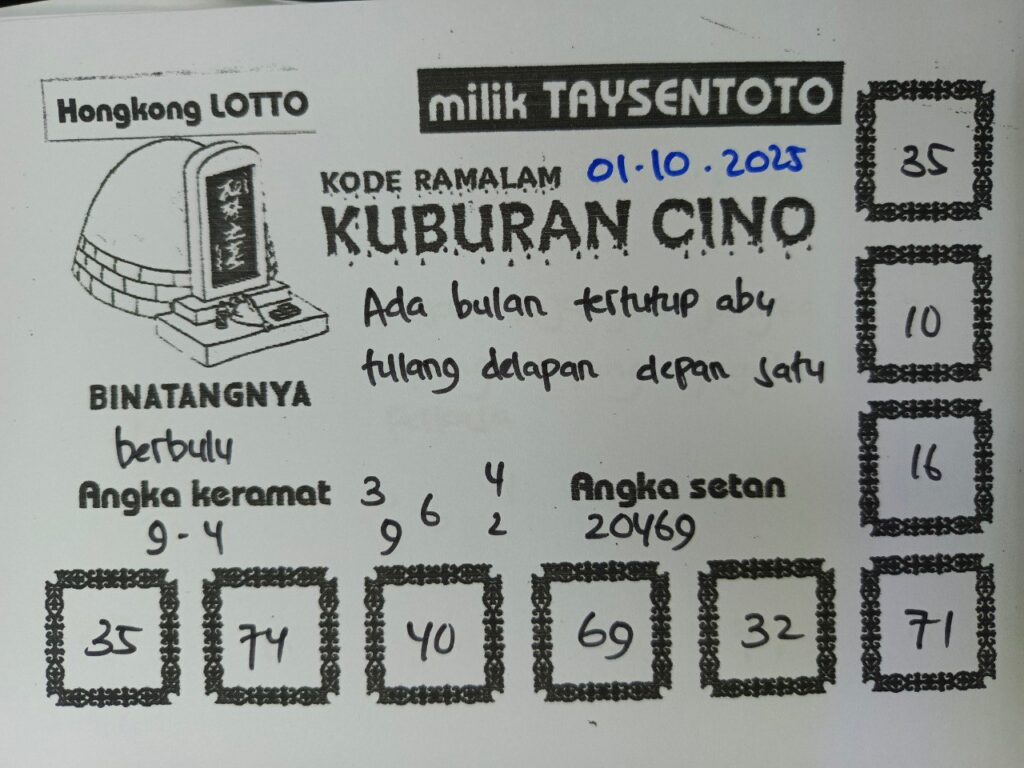 Hongkong LOTTO
milik TAYSENTOTO
KODE RAMALAM 01.10.2025
KUBURAN CINO
Ada bulan tertutup abu
tulang delapan depan satu
BINATANGNYA
berbulu
Angka keramat
9-4
3 4
6
9 2
Angka setan
20469
35
10
16
35 74 40 69 32 71